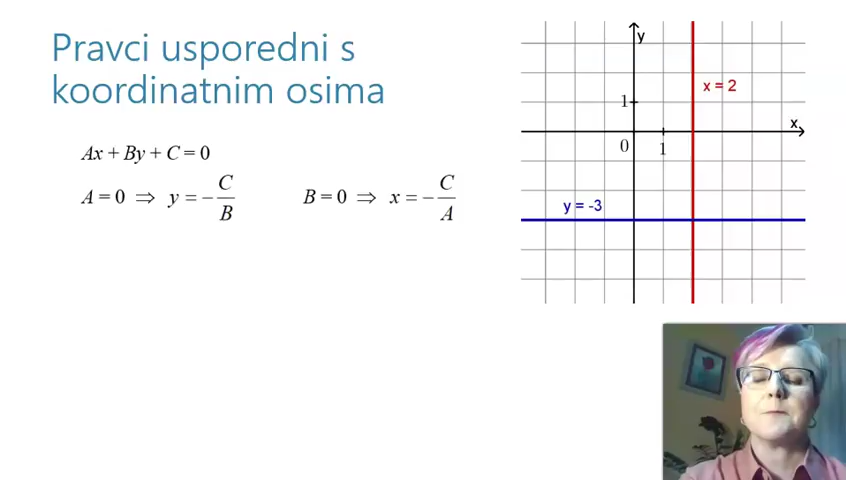 Pravci usporedni s
koordinatnim osima
Ax + By + C = 0
A = 0 ⇒ y = −C/B
B = 0 ⇒ x = −C/A
y
x = 2
1
x
0
1
y = -3